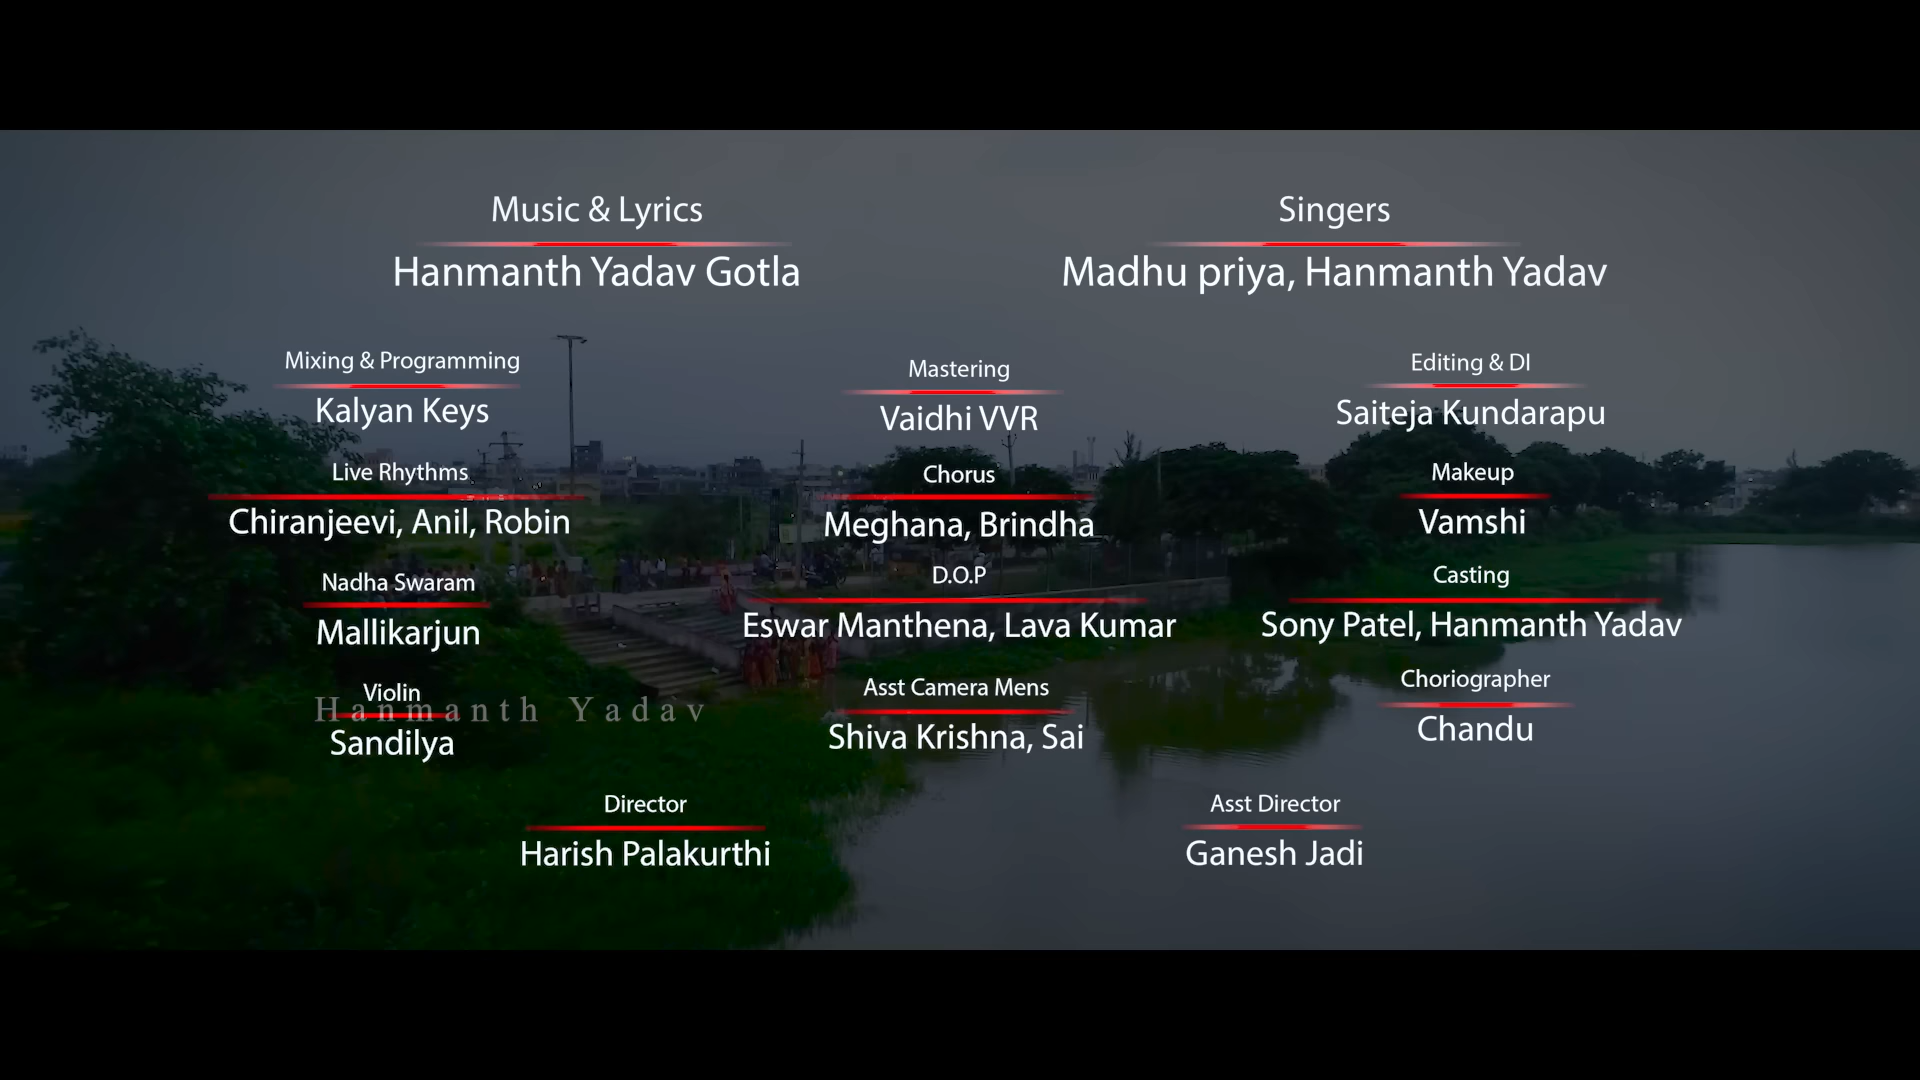 Music & Lyrics
Hanmanth Yadav Gotla
Singers
Madhu priya, Hanmanth Yadav
Mixing & Programming
Kalyan Keys
Mastering
Vaidhi VVR
Editing & DI
Saiteja Kundarapu
Live Rhythms
Chiranjeevi, Anil, Robin
Chorus
Meghana, Brindha
Makeup
Vamshi
Nadha Swaram
Mallikarjun
D.O.P
Eswar Manthena, Lava Kumar
Casting
Sony Patel, Hanmanth Yadav
Violin
Sandilya
Hanmanth Yadav
Asst Camera Mens
Shiva Krishna, Sai
Choriographer
Chandu
Director
Harish Palakurthi
Asst Director
Ganesh Jadi